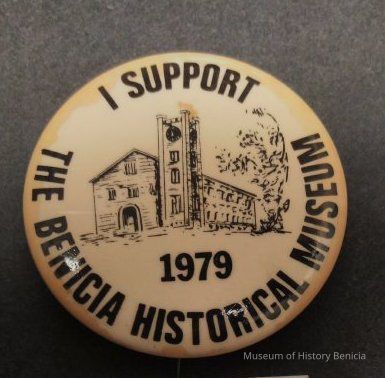 I SUPPORT
THE BENICIA HISTORICAL MUSEUM
1979
Museum of History Benicia